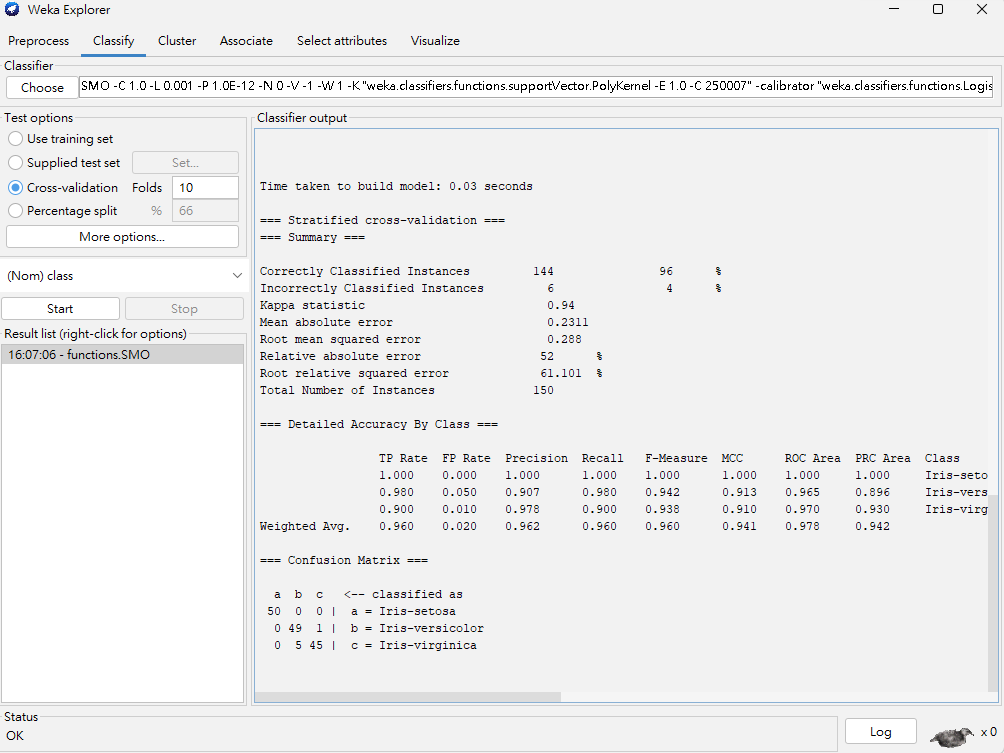 Weka Explorer
Preprocess Classify Cluster Associate Select attributes Visualize
Classifier
Choose SMO -C 1.0 -L 0.001 -P 1.0E-12 -N 0 -V -1 -W 1 -K "weka.classifiers.functions.supportVector.PolyKernel -E 1.0 -C 250007" -calibrator "weka.classifiers.functions.Logis
Test options
Use training set
Supplied test set Set...
Cross-validation Folds 10
Percentage split % 66
More options...
(Nom) class
Start Stop
Result list (right-click for options)
16:07:06 - functions.SMO
Classifier output
Time taken to build model: 0.03 seconds
=== Stratified cross-validation ===
=== Summary ===
Correctly Classified Instances 144 96 %
Incorrectly Classified Instances 6 4 %
Kappa statistic 0.94
Mean absolute error 0.2311
Root mean squared error 0.288
Relative absolute error 52 %
Root relative squared error 61.101 %
Total Number of Instances 150
=== Detailed Accuracy By Class ===
TP Rate FP Rate Precision Recall F-Measure MCC ROC Area PRC Area Class
1.000 0.000 1.000 1.000 1.000 1.000 1.000 1.000 Iris-seto
0.980 0.050 0.907 0.980 0.942 0.913 0.965 0.896 Iris-vers
0.900 0.010 0.978 0.900 0.938 0.910 0.970 0.930 Iris-virg
Weighted Avg. 0.960 0.020 0.962 0.960 0.960 0.941 0.978 0.942
=== Confusion Matrix ===
a b c <-- classified as
50 0 0 | a = Iris-setosa
0 49 1 | b = Iris-versicolor
0 5 45 | c = Iris-virginica
Status
OK
Log x 0